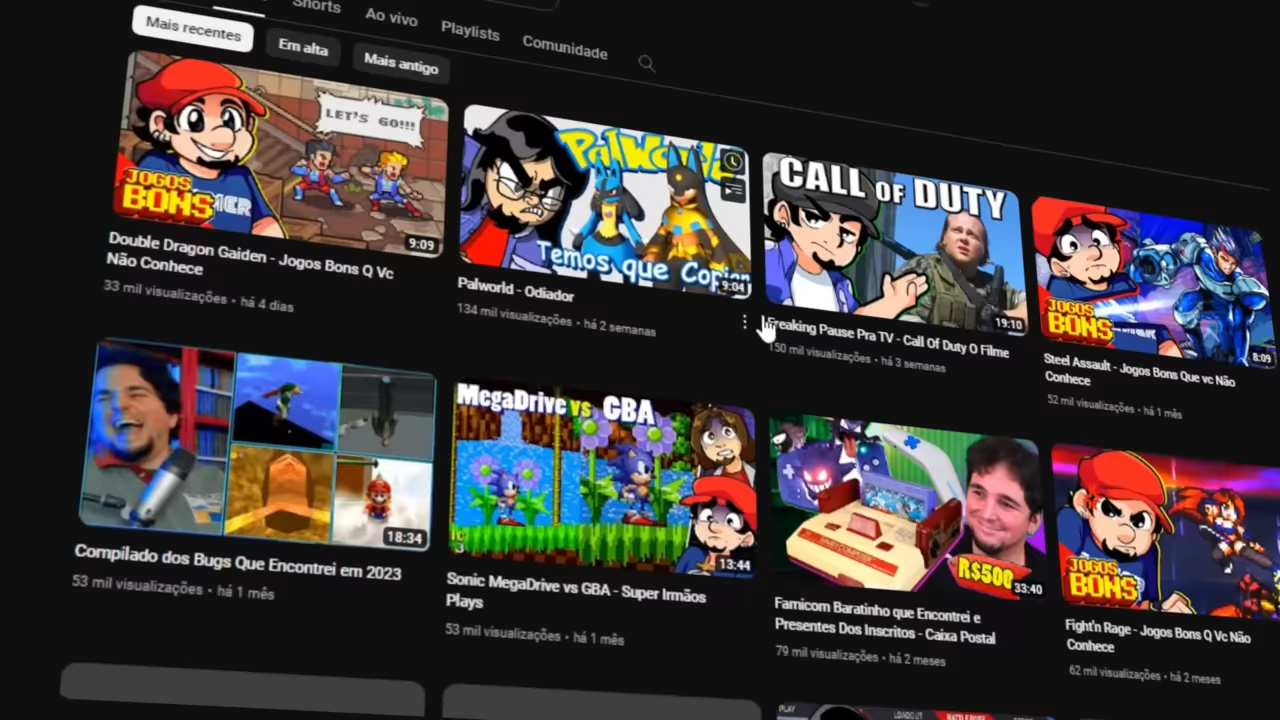 Shorts
Ao vivo
Playlists
Comunidade
Mais recentes
Em alta
Mais antigo
LET'S GO!!!
JOGOS
BONS
9:09
Double Dragon Gaiden - Jogos Bons Q Vc
Não Conhece
33 mil visualizações • há 4 dias
PalWorld
Temos que Copiar
9:04
Palworld - Odiador
134 mil visualizações • há 2 semanas
CALL OF DUTY
19:10
Freaking Pause Pra TV - Call Of Duty O Filme
150 mil visualizações • há 3 semanas
JOGOS
BONS
8:09
Steel Assault - Jogos Bons Que vc Não
Conhece
52 mil visualizações • há 1 mês
18:34
Compilado dos Bugs Que Encontrei em 2023
53 mil visualizações • há 1 mês
MegaDrive vs GBA
13:44
Sonic MegaDrive vs GBA - Super Irmãos
Plays
53 mil visualizações • há 1 mês
R$500
33:40
Famicom Baratinho que Encontrei e
Presentes Dos Inscritos - Caixa Postal
79 mil visualizações • há 2 meses
JOGOS
BONS
Fight'n Rage - Jogos Bons Q Vc Não
Conhece
62 mil visualizações • há 2 meses
PLAY